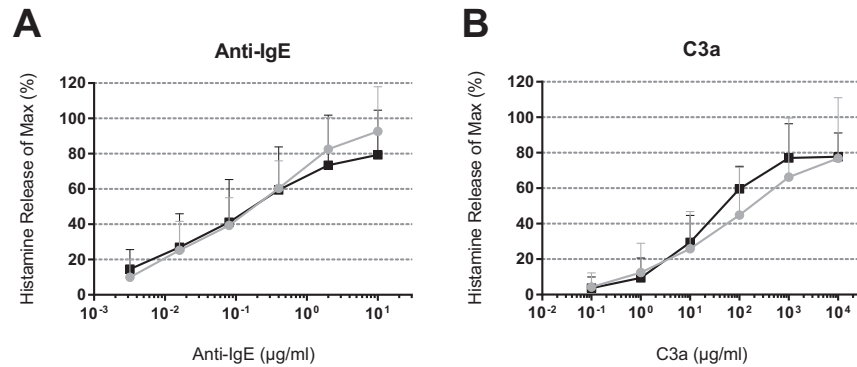 A
Anti-IgE
Histamine Release of Max (%)
120
100
80
60
40
20
0
10-3 10-2 10-1 100 101
Anti-IgE (µg/ml)
B
C3a
Histamine Release of Max (%)
120
100
80
60
40
20
0
10-2 10-1 100 101 102 103 104
C3a (µg/ml)